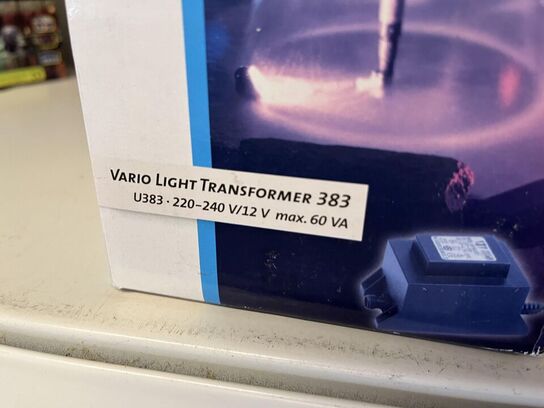 VARIO LIGHT TRANSFORMER 383
U383 · 220-240 V/12 V max. 60 VA